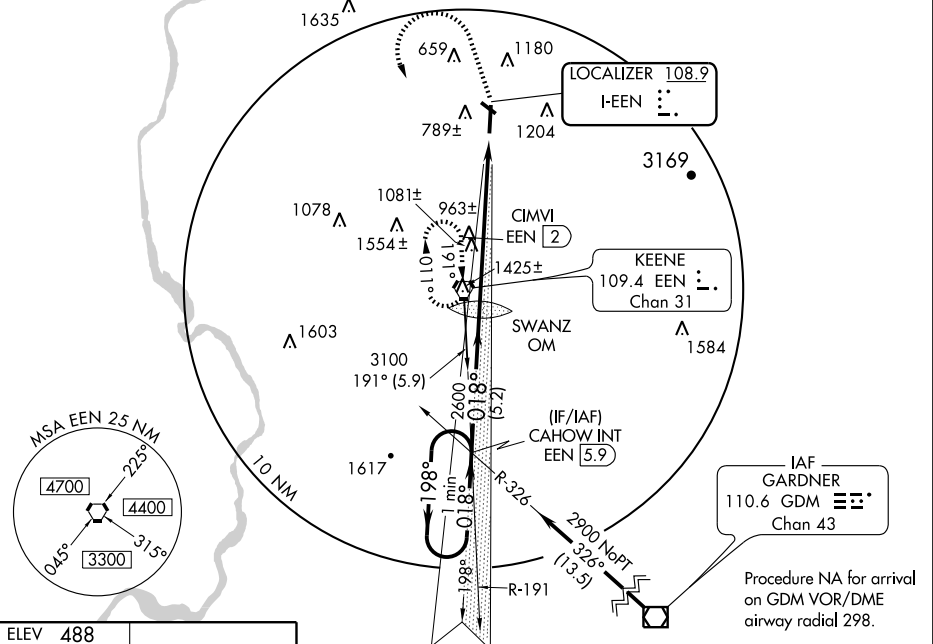 1635
659
1180
LOCALIZER 108.9
I-EEN
789±
1204
3169
1081±
963±
1078
1554±
CIMVI
EEN 2
191°
011°
1425±
KEENE
109.4 EEN
Chan 31
SWANZ
OM
1603
1584
3100
191° (5.9)
2600
018°
(5.2)
(IF/IAF)
CAHOW INT
EEN 5.9
1617
198°
1 min
018°
R-326
2900 NoPT
326°
(13.5)
IAF
GARDNER
110.6 GDM
Chan 43
10 NM
198°
R-191
MSA EEN 25 NM
225°
4700
4400
045°
3300
315°
Procedure NA for arrival
on GDM VOR/DME
airway radial 298.
ELEV 488